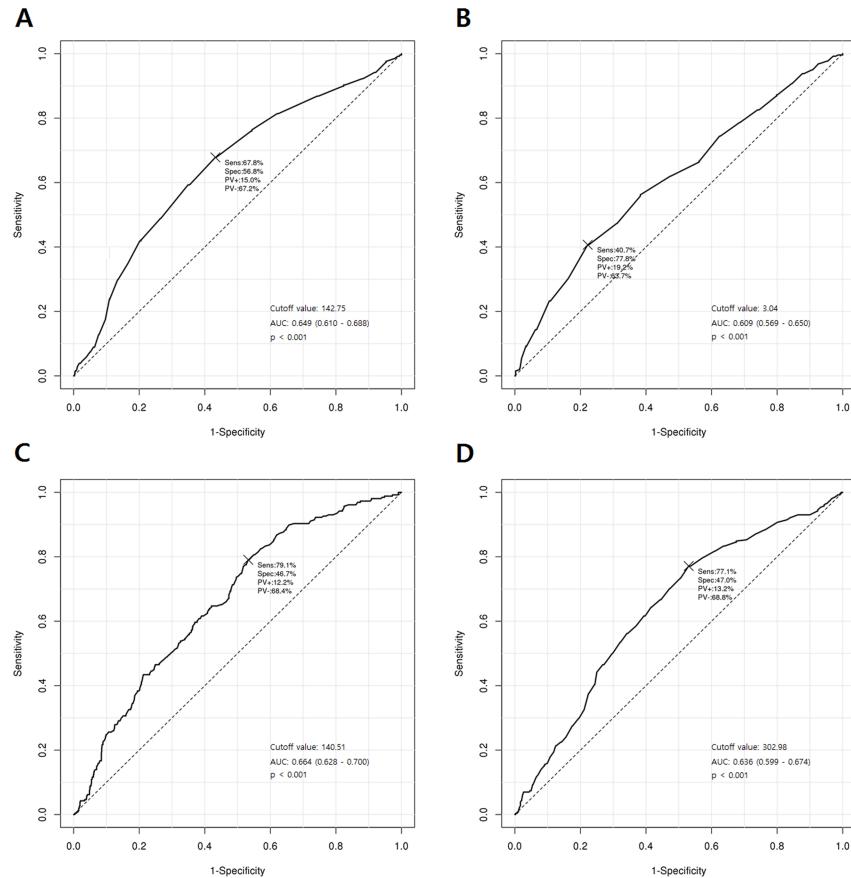 A
1.0
0.8
0.6
0.4
0.2
0.0
Sensitivity
Sens:67.8%
Spec:56.8%
PV+:15.0%
PV-:67.2%
Cutoff value: 142.75
AUC: 0.649 (0.610 - 0.688)
p < 0.001
0.0 0.2 0.4 0.6 0.8 1.0
1-Specificity
B
1.0
0.8
0.6
0.4
0.2
0.0
Sensitivity
Sens:40.7%
Spec:77.8%
PV+:19.2%
PV-:63.7%
Cutoff value: 3.04
AUC: 0.609 (0.569 - 0.650)
p < 0.001
0.0 0.2 0.4 0.6 0.8 1.0
1-Specificity
C
1.0
0.8
0.6
0.4
0.2
0.0
Sensitivity
Sens:79.1%
Spec:46.7%
PV+:12.2%
PV-:68.4%
Cutoff value: 140.51
AUC: 0.664 (0.628 - 0.700)
p < 0.001
0.0 0.2 0.4 0.6 0.8 1.0
1-Specificity
D
1.0
0.8
0.6
0.4
0.2
0.0
Sensitivity
Sens:77.1%
Spec:47.0%
PV+:13.2%
PV-:68.8%
Cutoff value: 302.98
AUC: 0.636 (0.599 - 0.674)
p < 0.001
0.0 0.2 0.4 0.6 0.8 1.0
1-Specificity